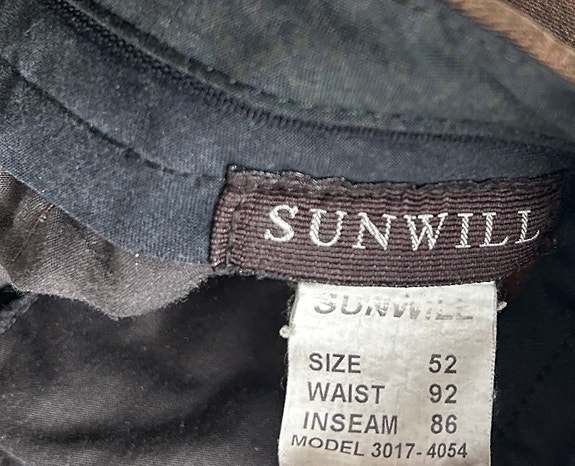 SUNWILL
SUNWILL
SIZE 52
WAIST 92
INSEAM 86
MODEL 3017-4054